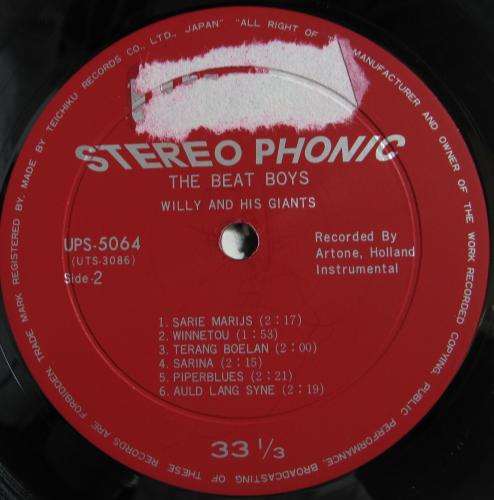 TRADE MARK REGISTERED BY, MADE BY TEICHIKU RECORDS CO., LTD., JAPAN" "ALL RIGHT OF MANUFACTURER AND OWNER OF THE WORK RECORDED COPYING, PUBLIC PERFORMANCE, BROADCASTING OF THESE RECORDS ARE FORBIDDEN.
STEREO PHONIC
THE BEAT BOYS
WILLY AND HIS GIANTS
UPS-5064
(UTS-3086)
Side-2
Recorded By
Artone, Holland
Instrumental
1. SARIE MARIJS (2:17)
2. WINNETOU (1:53)
3. TERANG BOELAN (2:00)
4. SARINA (2:15)
5. PIPERBLUES (2:21)
6. AULD LANG SYNE (2:19)
33 1/3